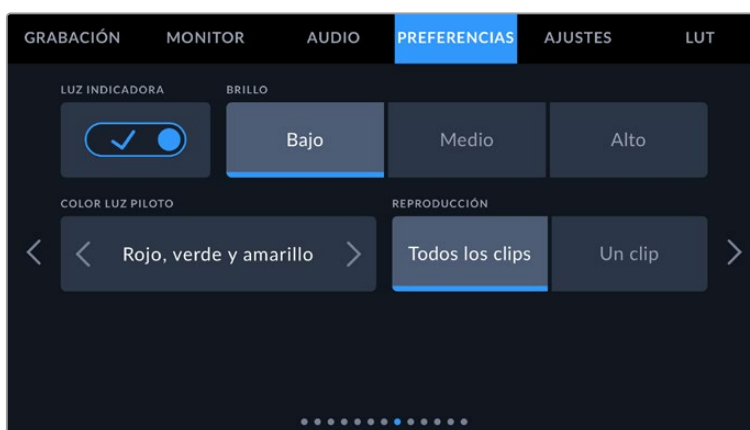 GRABACIÓN MONITOR AUDIO PREFERENCIAS AJUSTES LUT
LUZ INDICADORA BRILLO
Bajo Medio Alto
COLOR LUZ PILOTO REPRODUCCIÓN
Rojo, verde y amarillo Todos los clips Un clip